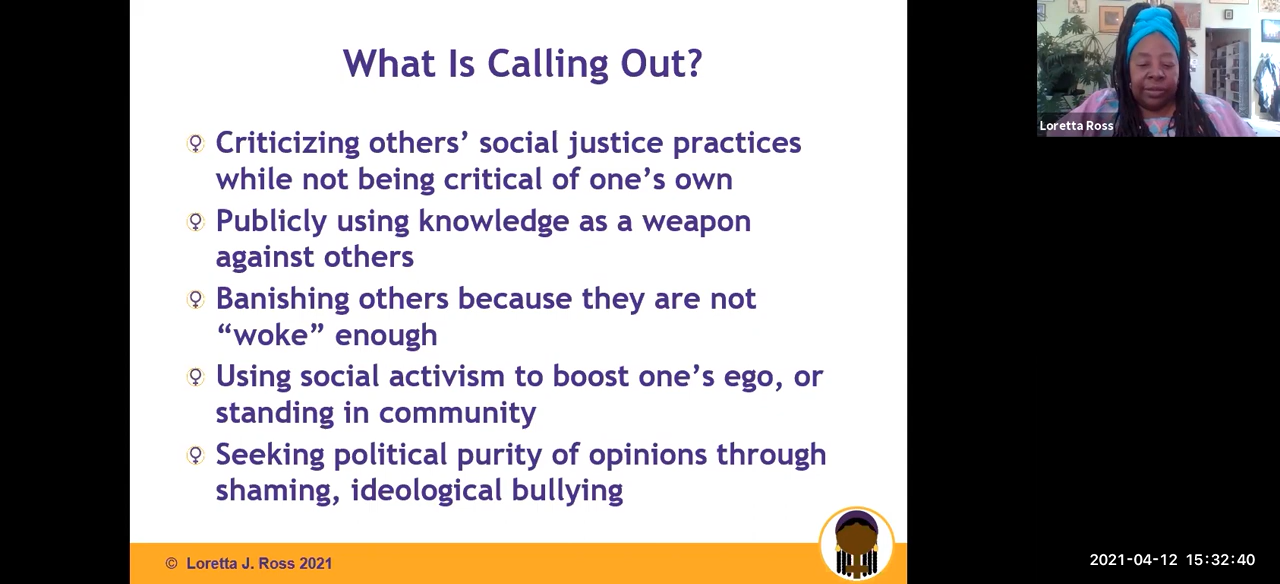 What Is Calling Out?
Criticizing others’ social justice practices
while not being critical of one’s own
Publicly using knowledge as a weapon
against others
Banishing others because they are not
“woke” enough
Using social activism to boost one’s ego, or
standing in community
Seeking political purity of opinions through
shaming, ideological bullying
© Loretta J. Ross 2021
Loretta Ross
2021-04-12 15:32:40